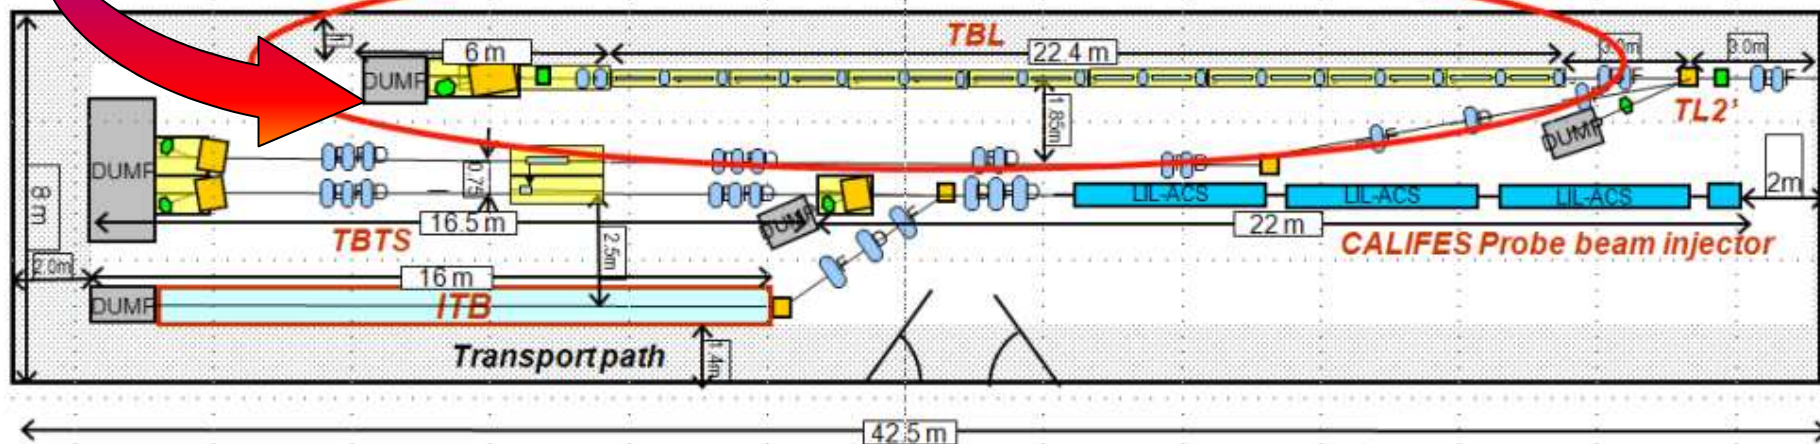 TBL
6 m
22.4 m
3.0m
3.0m
DUMP
TL2'
DUMP
1.85m
DUMP
0.75
8 m
LIL-ACS
LIL-ACS
LIL-ACS
2m
16.5 m
DUMP
22 m
TBTS
2.5m
CALIFES Probe beam injector
2.0m
16 m
DUMP
ITB
Transport path
1.4m
42.5 m